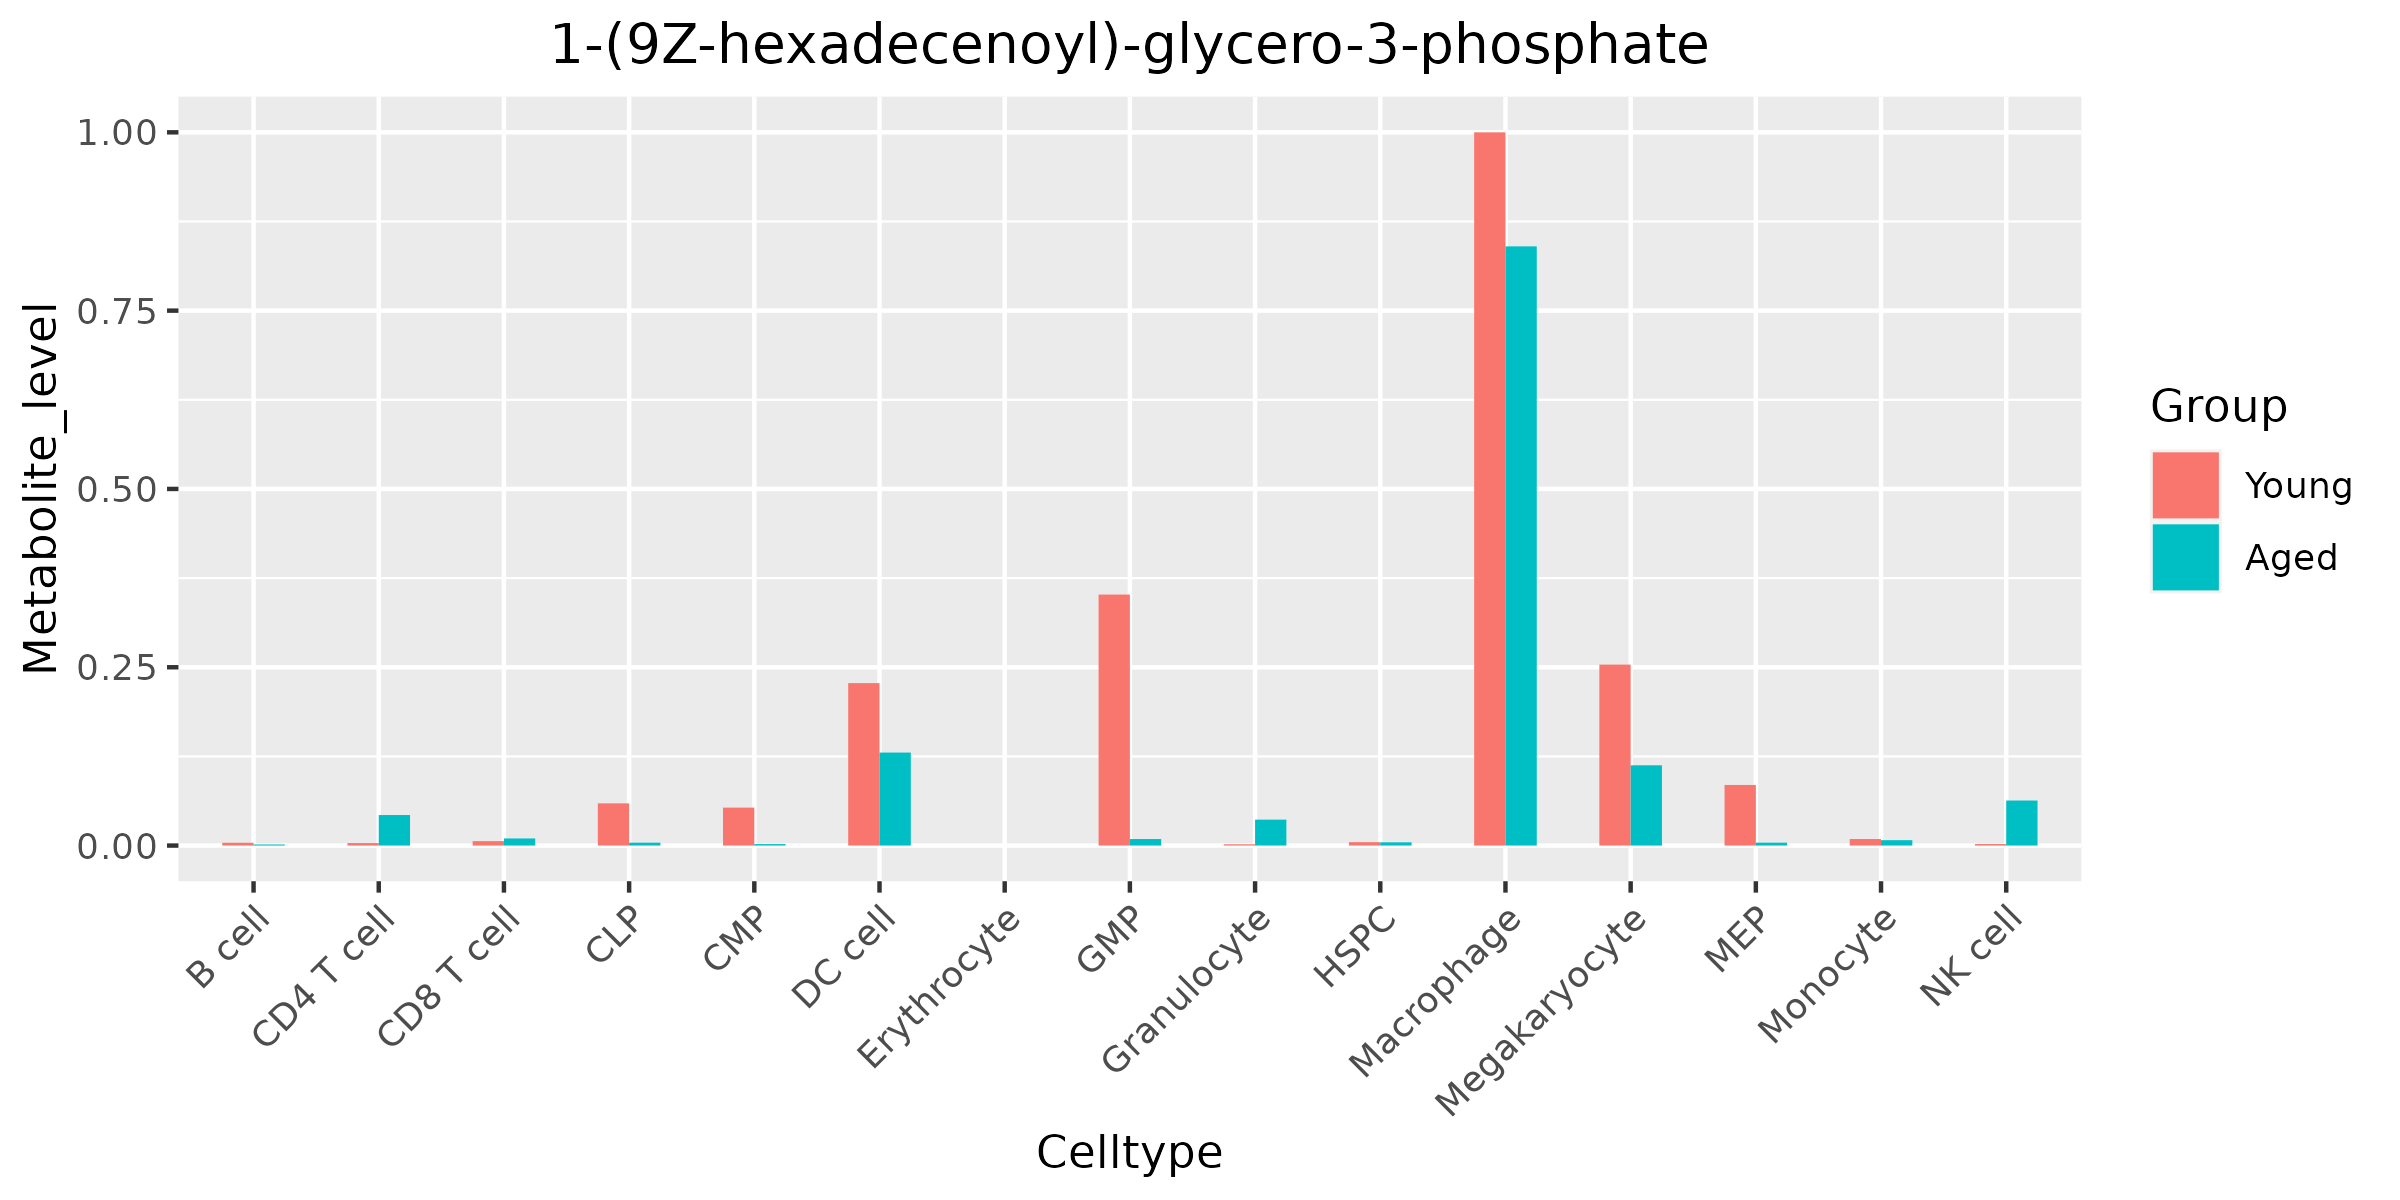 1-(9Z-hexadecenoyl)-glycero-3-phosphate
Metabolite_level
1.00
0.75
0.50
0.25
0.00
B cell
CD4 T cell
CD8 T cell
CLP
CMP
DC cell
Erythrocyte
GMP
Granulocyte
HSPC
Macrophage
Megakaryocyte
MEP
Monocyte
NK cell
Celltype
Group
Young
Aged